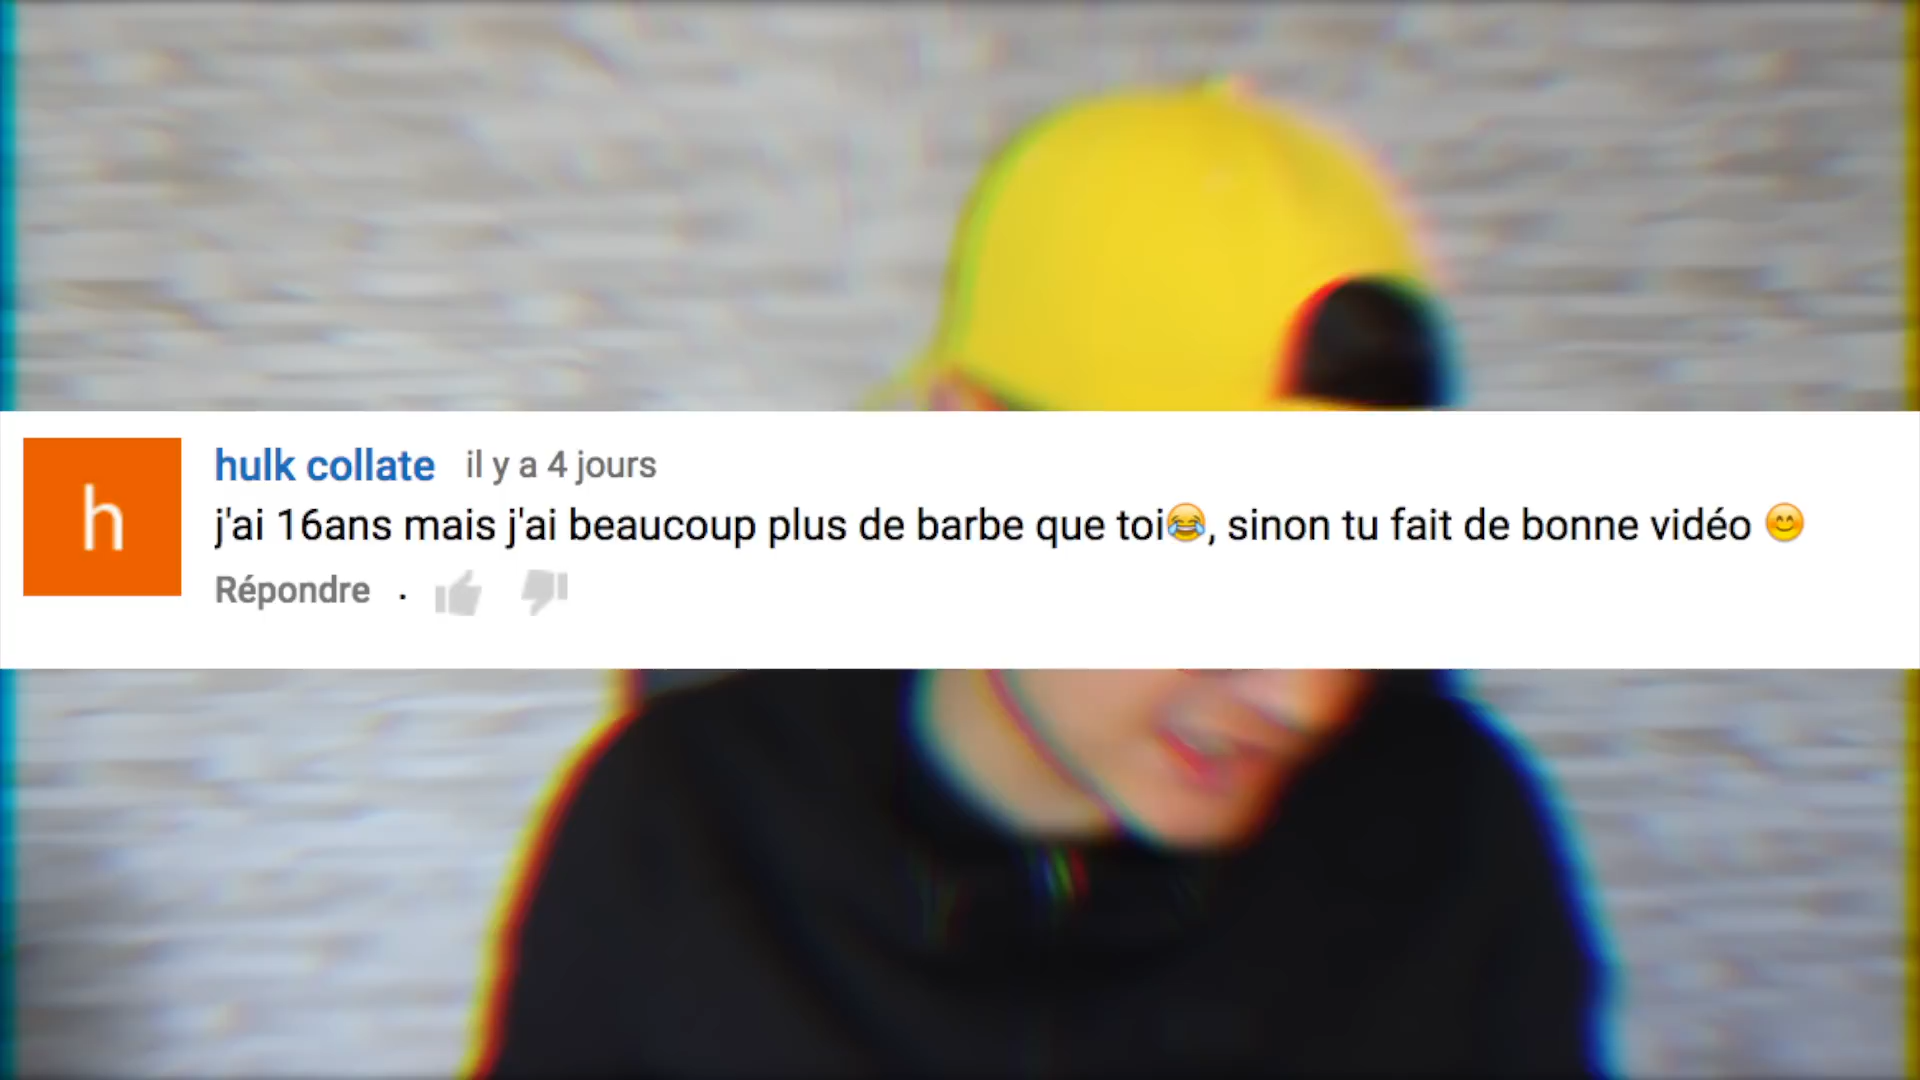 h
hulk collate il y a 4 jours
j'ai 16ans mais j'ai beaucoup plus de barbe que toi😂, sinon tu fait de bonne vidéo 😊
Répondre .